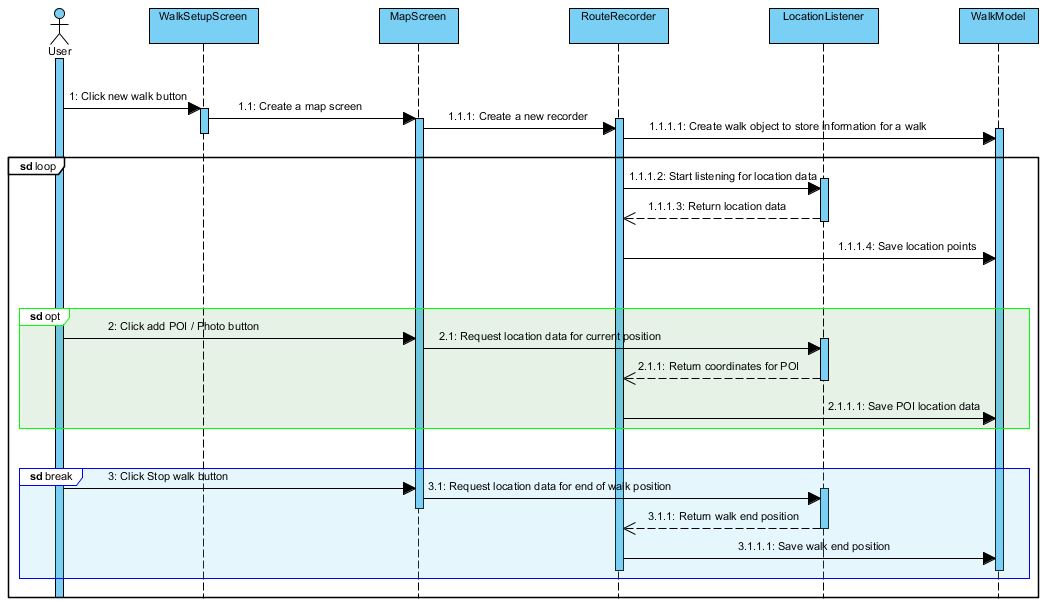 WalkSetupScreen
MapScreen
RouteRecorder
LocationListener
WalkModel
User
1: Click new walk button
1.1: Create a map screen
1.1.1: Create a new recorder
1.1.1.1: Create walk object to store information for a walk
sd loop
1.1.1.2: Start listening for location data
1.1.1.3: Return location data
1.1.1.4: Save location points
sd opt
2: Click add POI / Photo button
2.1: Request location data for current position
2.1.1: Return coordinates for POI
2.1.1.1: Save POI location data
sd break
3: Click Stop walk button
3.1: Request location data for end of walk position
3.1.1: Return walk end position
3.1.1.1: Save walk end position